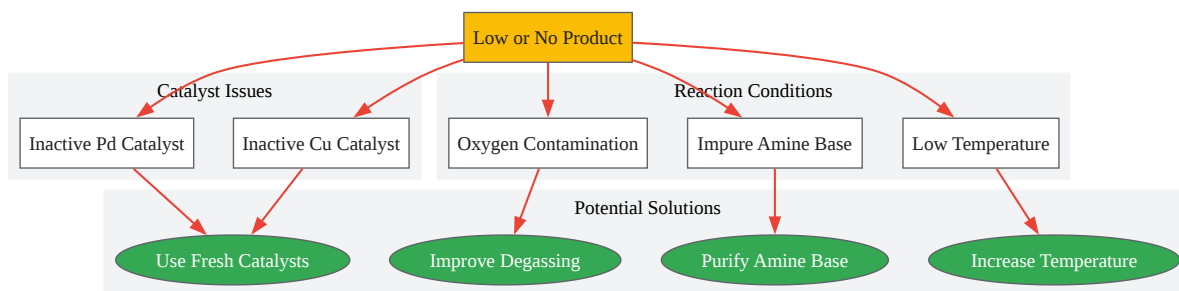 Low or No Product
Catalyst Issues
Reaction Conditions
Inactive Pd Catalyst
Inactive Cu Catalyst
Oxygen Contamination
Impure Amine Base
Low Temperature
Potential Solutions
Use Fresh Catalysts
Improve Degassing
Purify Amine Base
Increase Temperature